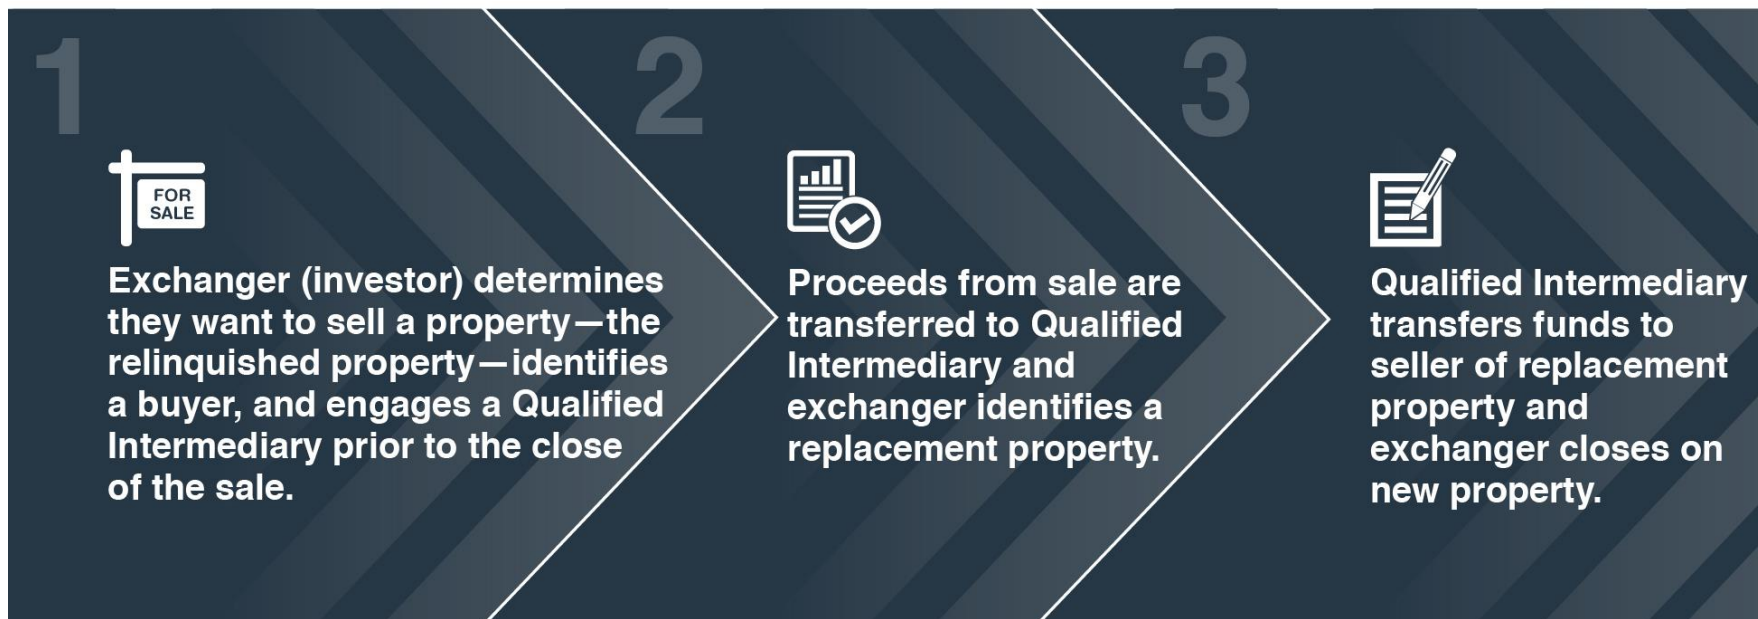 1
FOR
SALE
Exchanger (investor) determines
they want to sell a property—the
relinquished property—identifies
a buyer, and engages a Qualified
Intermediary prior to the close
of the sale.
2
Proceeds from sale are
transferred to Qualified
Intermediary and
exchanger identifies a
replacement property.
3
Qualified Intermediary
transfers funds to
seller of replacement
property and
exchanger closes on
new property.